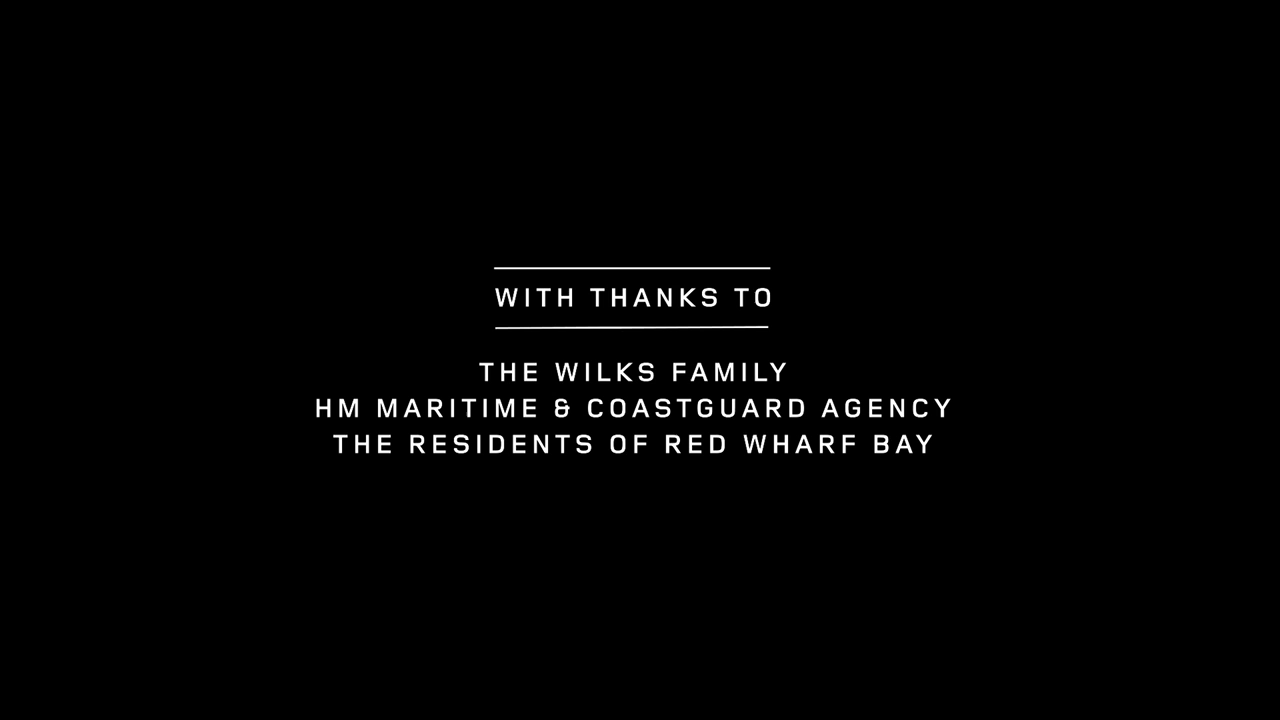 WITH THANKS TO
THE WILKS FAMILY
HM MARITIME & COASTGUARD AGENCY
THE RESIDENTS OF RED WHARF BAY